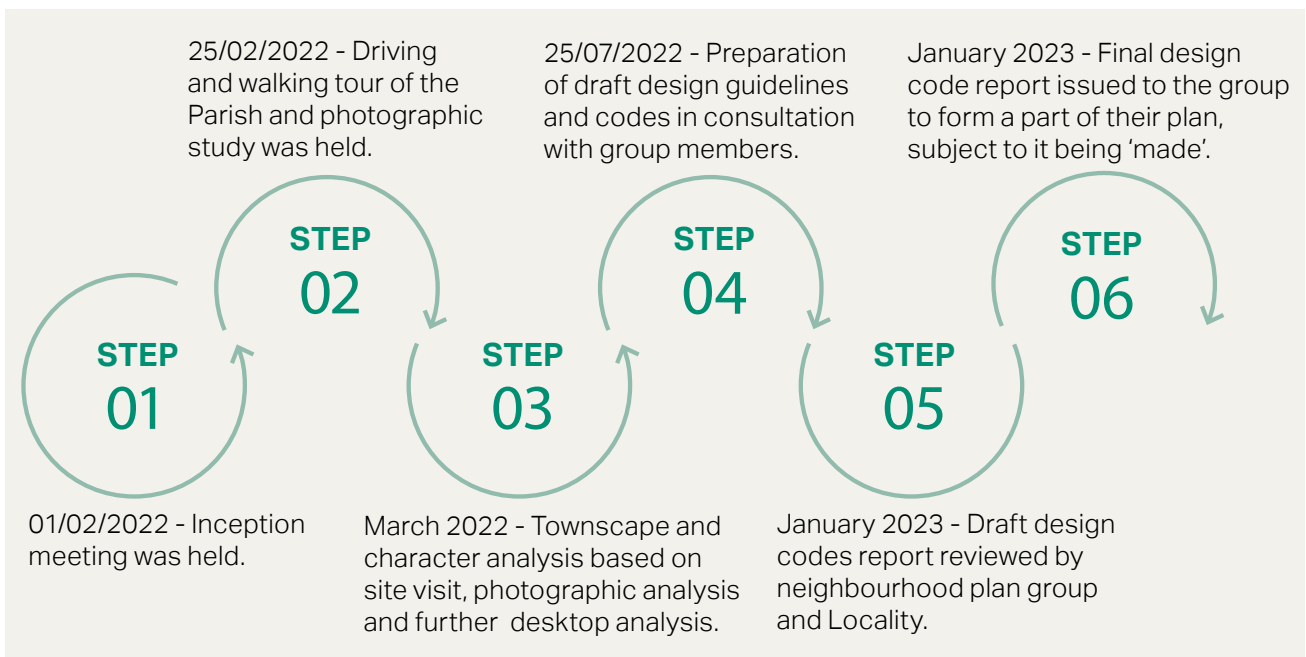 STEP
01
01/02/2022 - Inception
meeting was held.
25/02/2022 - Driving
and walking tour of the
Parish and photographic
study was held.
STEP
02
STEP
03
March 2022 - Townscape and
character analysis based on
site visit, photographic analysis
and further  desktop analysis.
25/07/2022 - Preparation
of draft design guidelines
and codes in consultation
with group members.
STEP
04
STEP
05
January 2023 - Draft design
codes report reviewed by
neighbourhood plan group
and Locality.
January 2023 - Final design
code report issued to the group
to form a part of their plan,
subject to it being ‘made’.
STEP
06